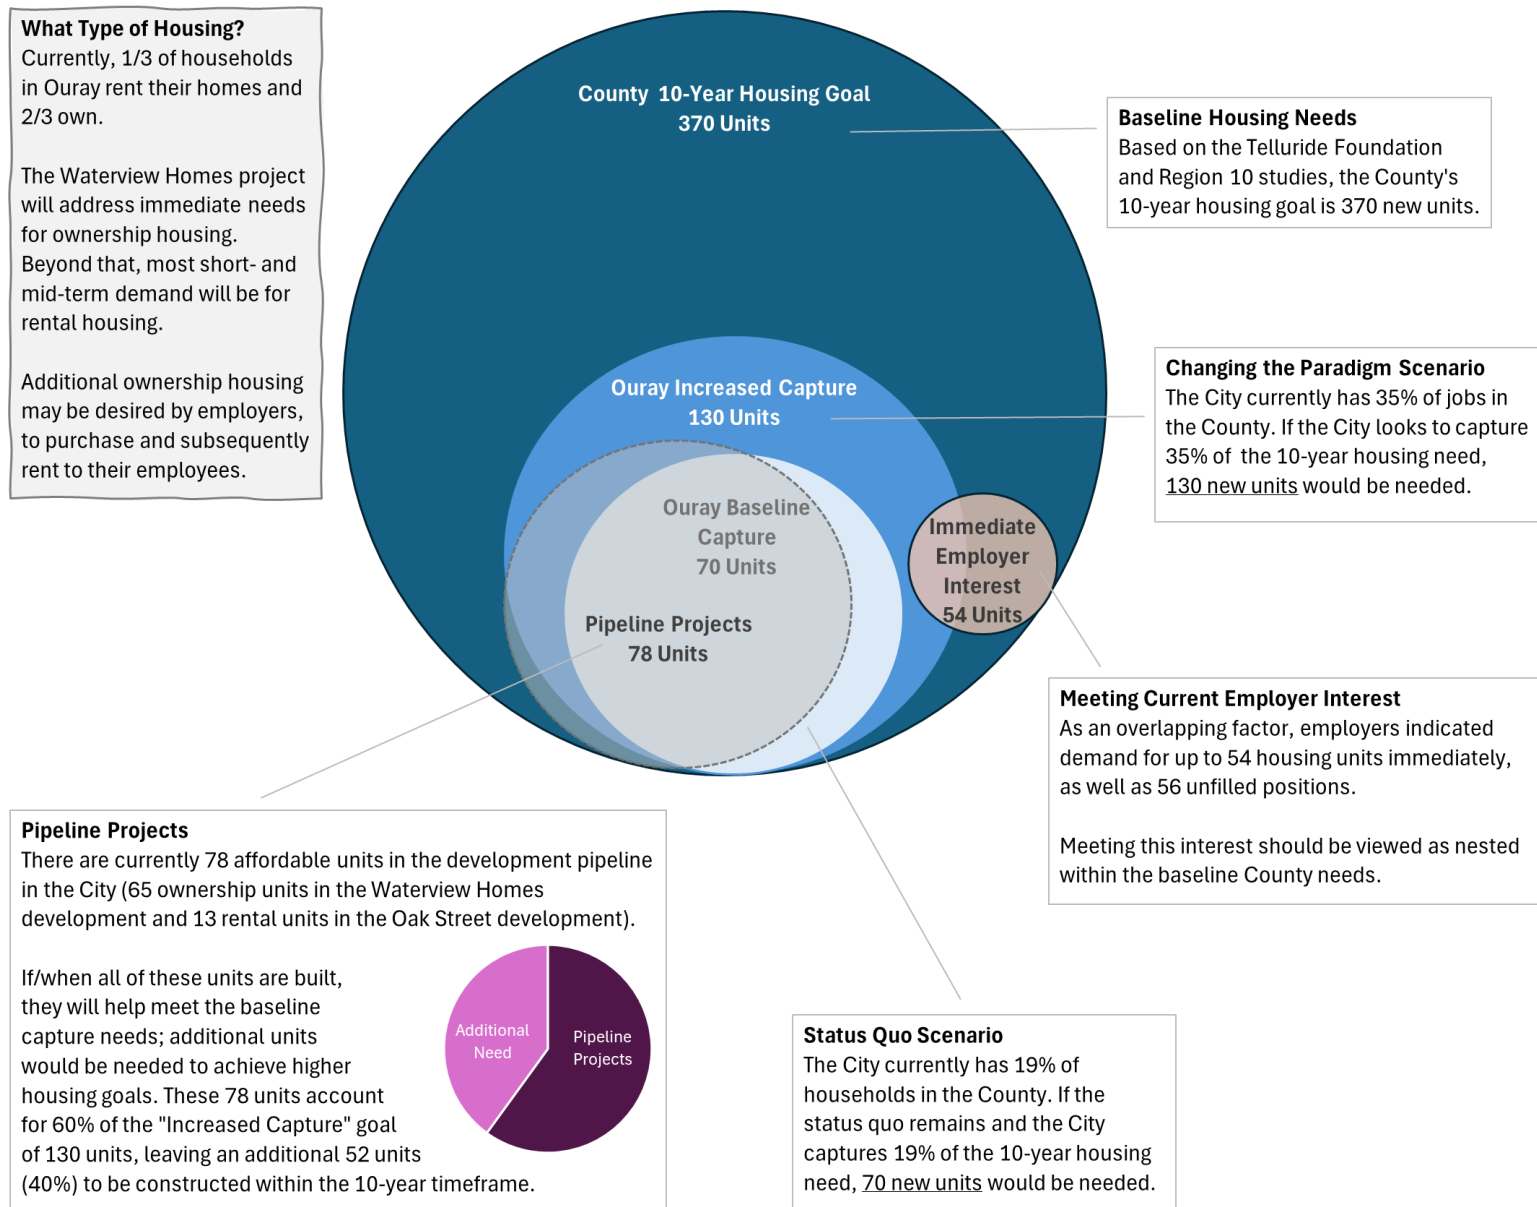 What Type of Housing?
Currently, 1/3 of households
in Ouray rent their homes and
2/3 own.
The Waterview Homes project
will address immediate needs
for ownership housing.
Beyond that, most short- and
mid-term demand will be for
rental housing.
Additional ownership housing
may be desired by employers,
to purchase and subsequently
rent to their employees.
County 10-Year Housing Goal
370 Units
Baseline Housing Needs
Based on the Telluride Foundation
and Region 10 studies, the County's
10-year housing goal is 370 new units.
Ouray Increased Capture
130 Units
Changing the Paradigm Scenario
The City currently has 35% of jobs in
the County. If the City looks to capture
35% of the 10-year housing need,
130 new units would be needed.
Ouray Baseline
Capture
70 Units
Immediate
Employer
Interest
54 Units
Pipeline Projects
78 Units
Meeting Current Employer Interest
As an overlapping factor, employers indicated
demand for up to 54 housing units immediately,
as well as 56 unfilled positions.
Meeting this interest should be viewed as nested
within the baseline County needs.
Pipeline Projects
There are currently 78 affordable units in the development pipeline
in the City (65 ownership units in the Waterview Homes
development and 13 rental units in the Oak Street development).
If/when all of these units are built,
they will help meet the baseline
capture needs; additional units
would be needed to achieve higher
housing goals. These 78 units account
for 60% of the "Increased Capture" goal
of 130 units, leaving an additional 52 units
(40%) to be constructed within the 10-year timeframe.
Additional
Need
Pipeline
Projects
Status Quo Scenario
The City currently has 19% of
households in the County. If the
status quo remains and the City
captures 19% of the 10-year housing
need, 70 new units would be needed.